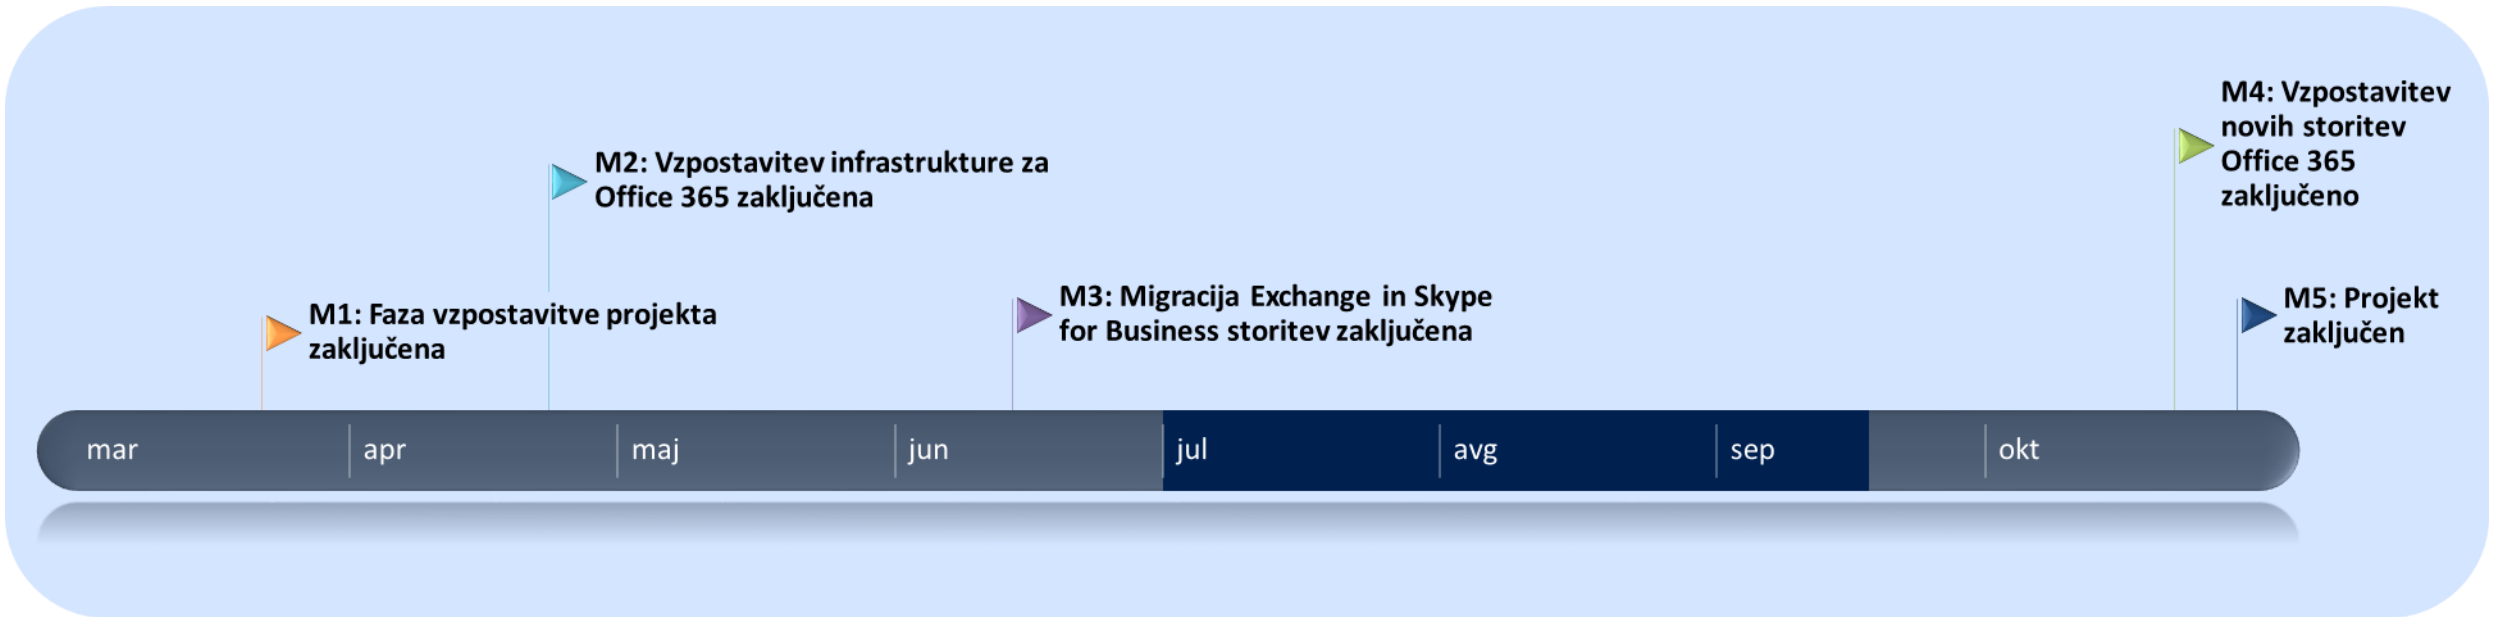 M4: Vzpostavitev
novih storitev
Office 365
zaključeno
M2: Vzpostavitev infrastrukture za
Office 365 zaključena
M1: Faza vzpostavitve projekta
zaključena
M3: Migracija Exchange in Skype
for Business storitev zaključena
M5: Projekt
zaključen
mar apr maj jun jul avg sep okt